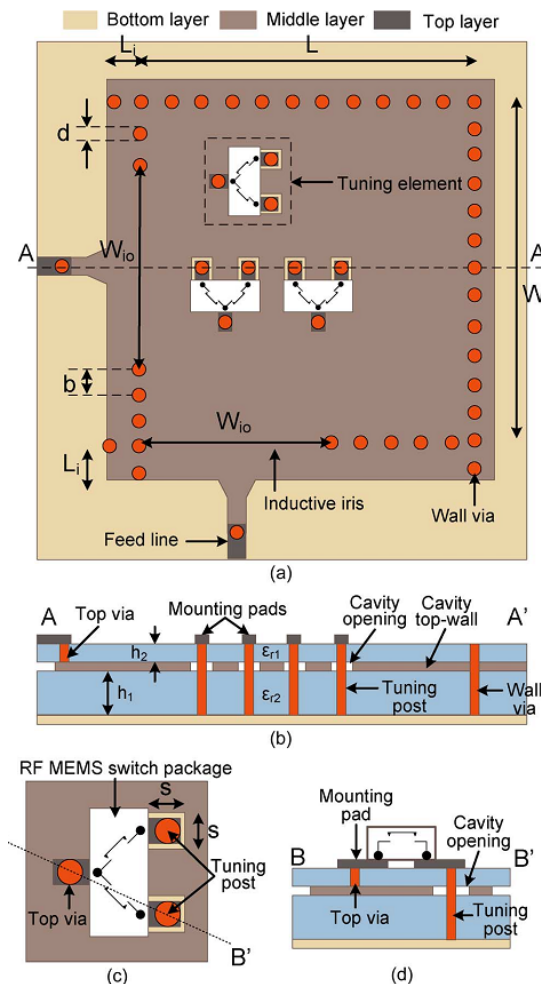 Bottom layer Middle layer Top layer
Li L
d
Tuning element
A A
Wio
W
b
Wio
Li
Inductive iris
Wall via
Feed line
(a)
A Mounting pads Cavity opening Cavity top-wall A’
Top via
h2 εr1
h1 εr2
Tuning post
Wall via
(b)
RF MEMS switch package
s
s
Tuning post
Top via
B’
(c)
Mounting pad
Cavity opening
B B’
Top via
Tuning post
(d)